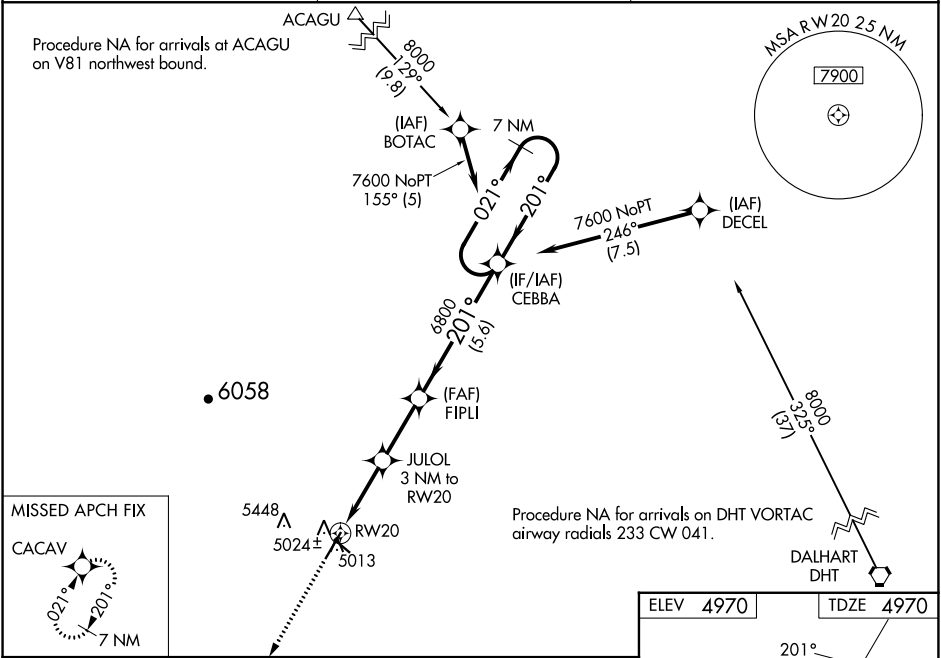 ACAGU
Procedure NA for arrivals at ACAGU
on V81 northwest bound.
8000
129°
(9.8)
MSA RW20 25 NM
7900
(IAF)
BOTAC
7 NM
7600 NoPT
155° (5)
021°
201°
7600 NoPT
246°
(7.5)
(IAF)
DECEL
(IF/IAF)
CEBBA
6800
201°
(5.6)
6058
(FAF)
FIPLI
8000
325°
(37)
JULOL
3 NM to
RW20
MISSED APCH FIX
CACAV
021°
201°
7 NM
5448
5024±
RW20
5013
Procedure NA for arrivals on DHT VORTAC
airway radials 233 CW 041.
DALHART
DHT
ELEV 4970
TDZE 4970
201°